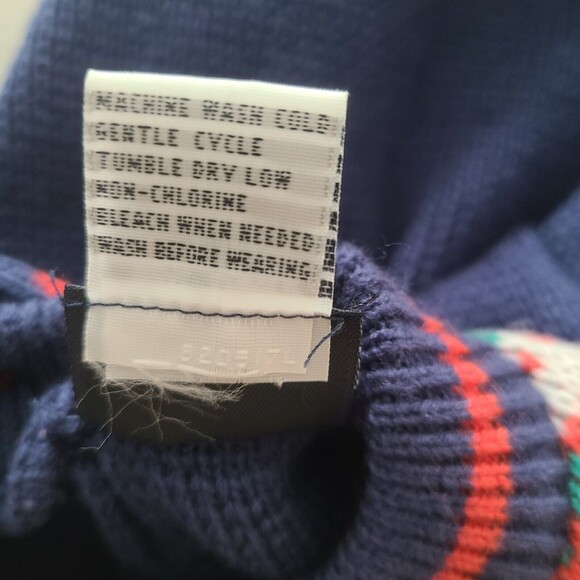 MACHINE WASH COLD
GENTLE CYCLE
TUMBLE DRY LOW
NON-CHLORINE
BLEACH WHEN NEEDED
WASH BEFORE WEARING